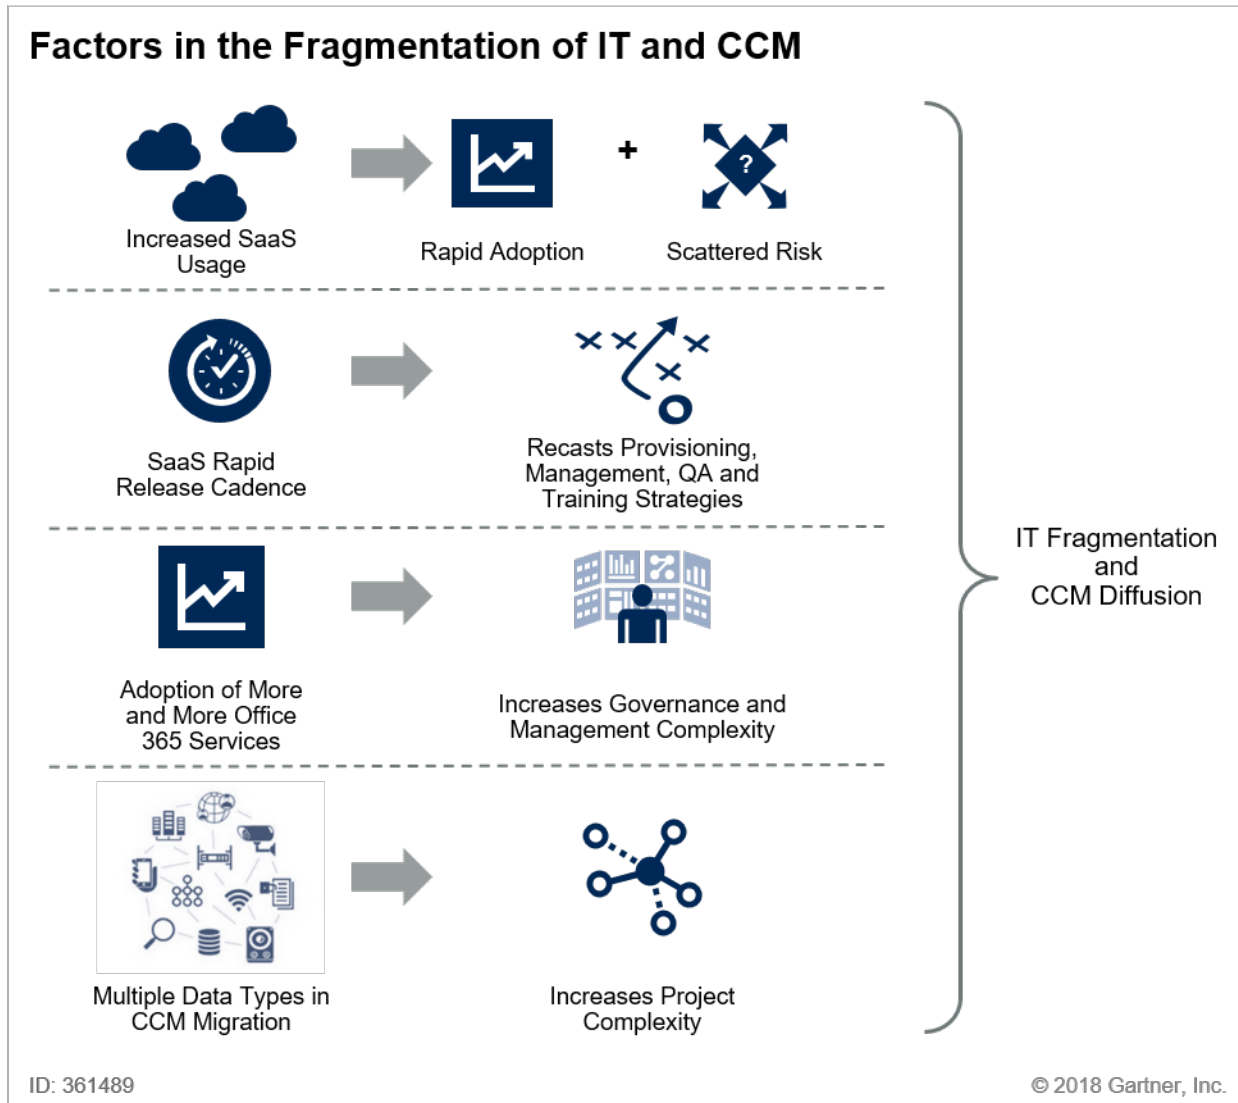 Factors in the Fragmentation of IT and CCM
Increased SaaS
Usage
Rapid Adoption
+
?
Scattered Risk
SaaS Rapid
Release Cadence
Recasts Provisioning,
Management, QA and
Training Strategies
Adoption of More
and More Office
365 Services
Increases Governance and
Management Complexity
Multiple Data Types in
CCM Migration
Increases Project
Complexity
IT Fragmentation
and
CCM Diffusion
ID: 361489
© 2018 Gartner, Inc.